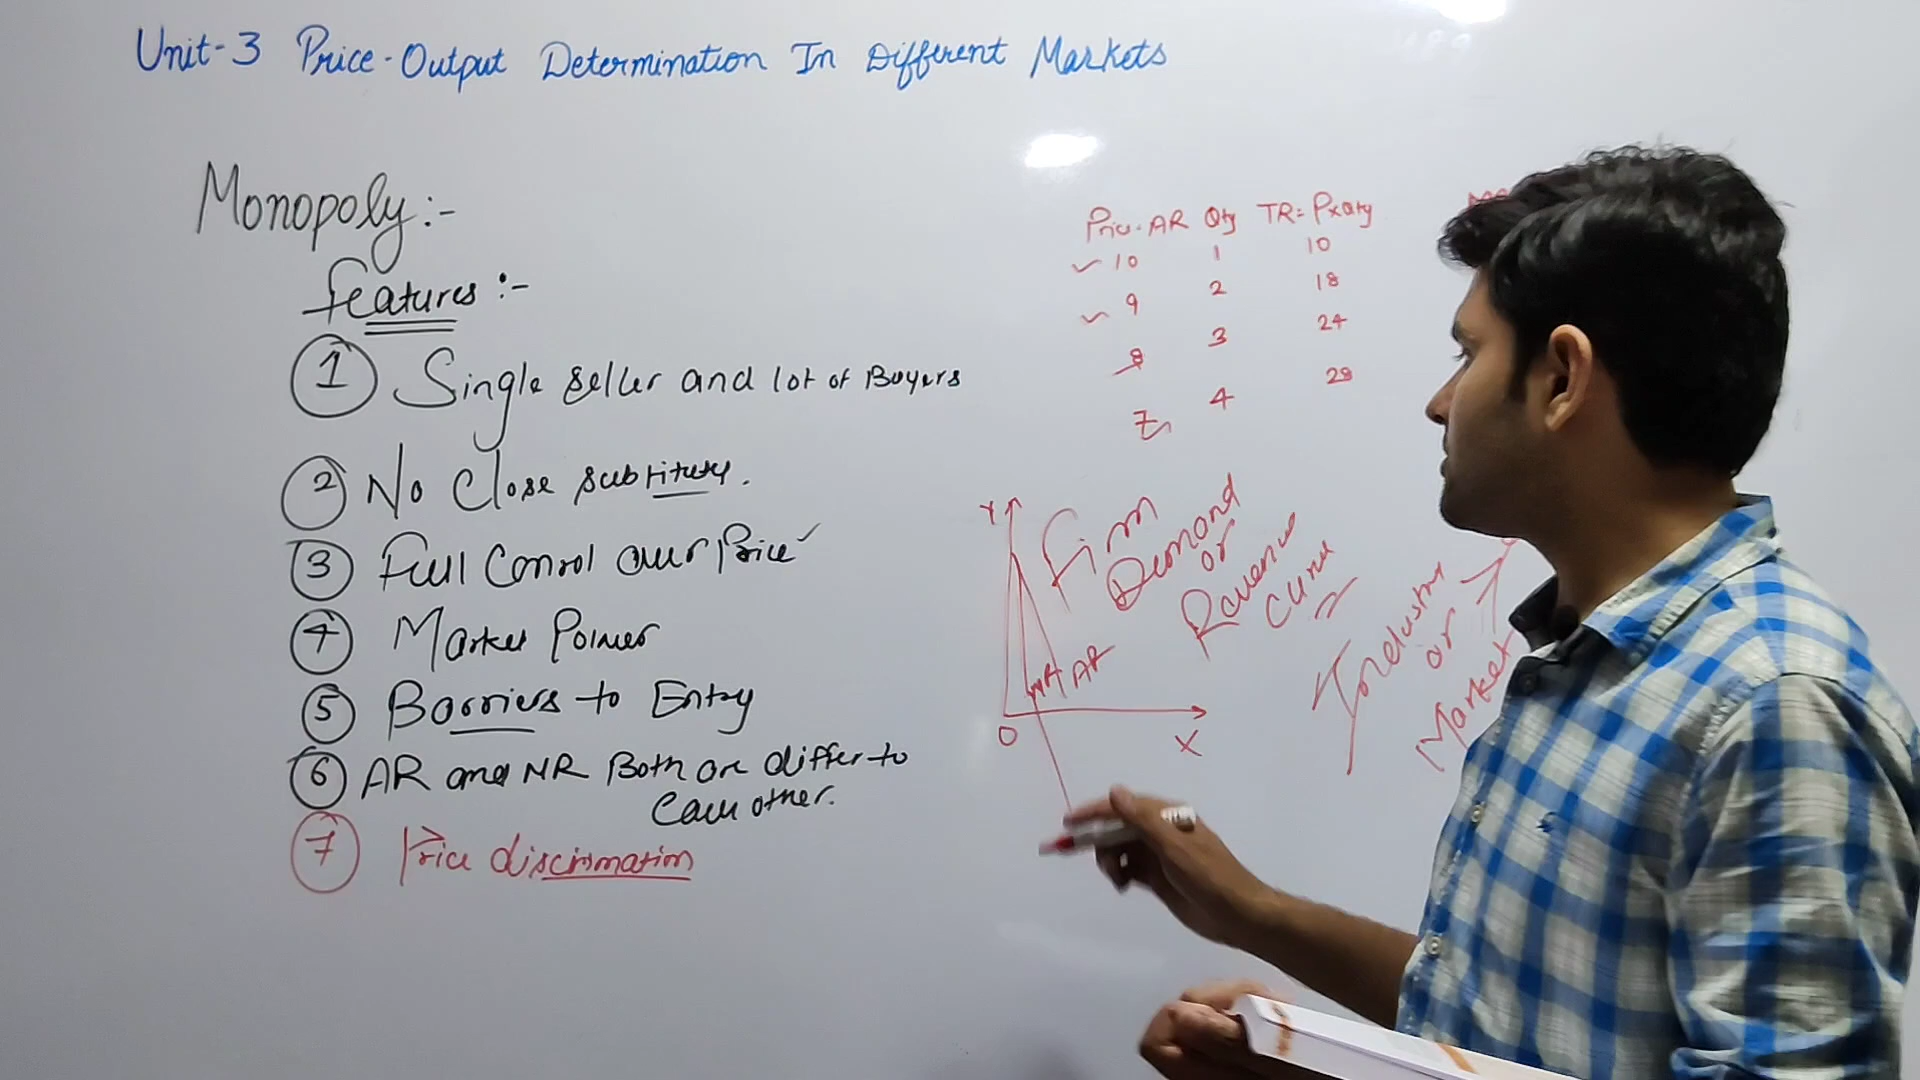 Unit-3 Price-Output Determination In Different Markets
Monopoly:-
features:-
1 Single seller and lot of Buyers
2 No Close substitutes.
3 Full Control over Price
4 Market Power
5 Barriers to Entry
6 AR and MR Both are differ to
Each other.
7 Price discrimation
Price=AR Qty TR=PxQty
10 1 10
9 2 18
8 3 24
7 4 28
Y
Firm
Demand
or
Revenue
Curve
MR AR
O
X
Industry
or
Market